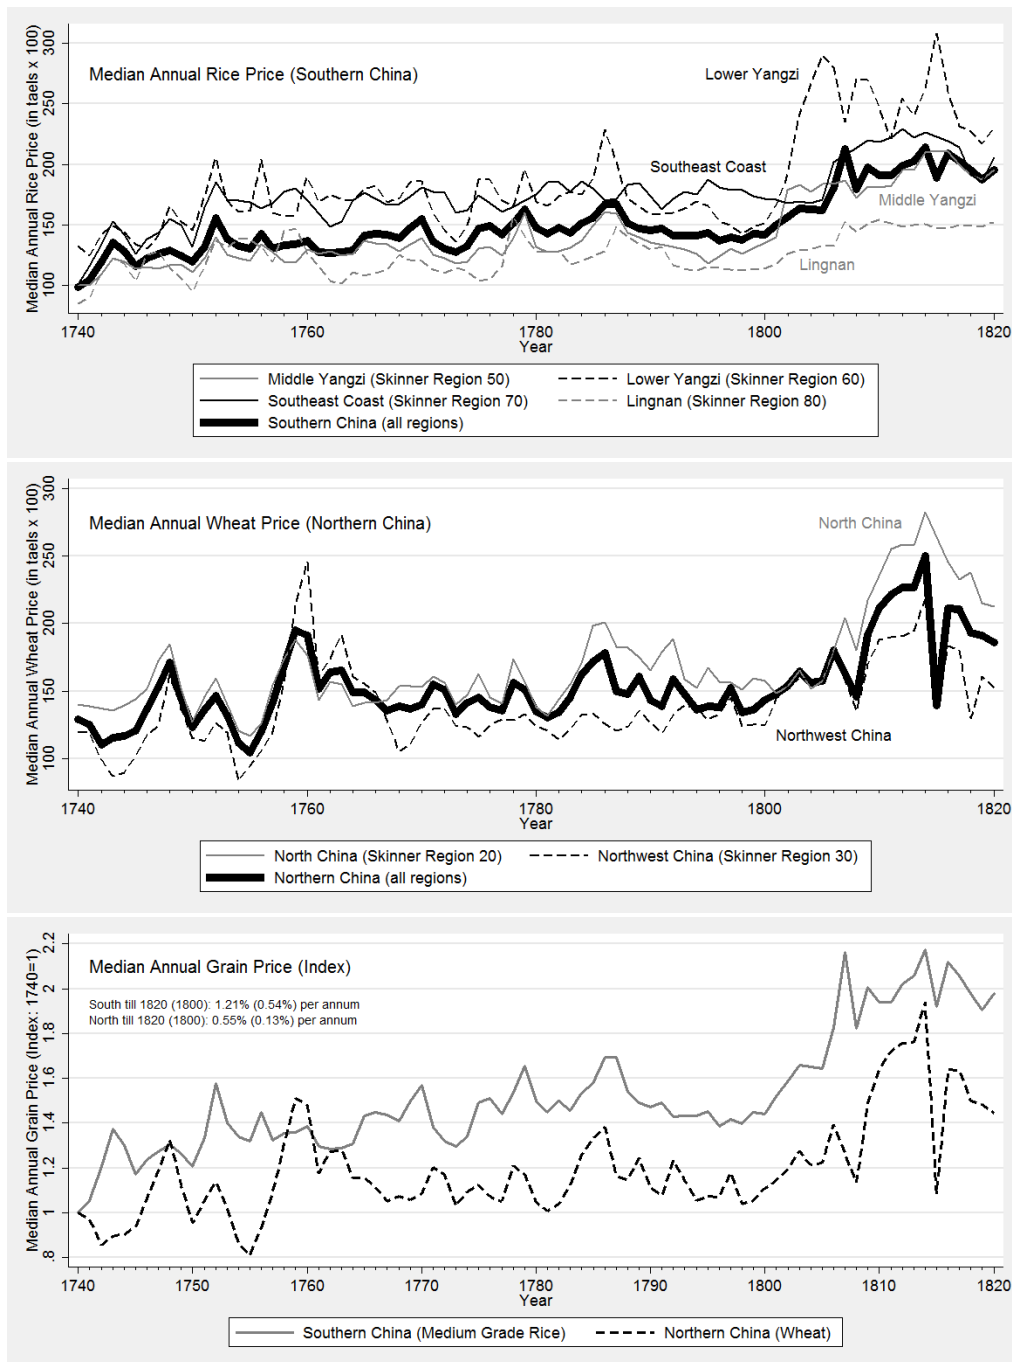 Median Annual Rice Price (in taels x 100)
300
250
200
150
100
Median Annual Rice Price (Southern China)
Lower Yangzi
Southeast Coast
Middle Yangzi
Lingnan
1740 1760 1780 1800 1820
Year
Middle Yangzi (Skinner Region 50) Lower Yangzi (Skinner Region 60)
Southeast Coast (Skinner Region 70) Lingnan (Skinner Region 80)
Southern China (all regions)
Median Annual Wheat Price (in taels x 100)
300
250
200
150
100
Median Annual Wheat Price (Northern China)
North China
Northwest China
1740 1760 1780 1800 1820
Year
North China (Skinner Region 20) Northwest China (Skinner Region 30)
Northern China (all regions)
Median Annual Grain Price (Index: 1740=1)
2.2
2
1.8
1.6
1.4
1.2
1
.8
Median Annual Grain Price (Index)
South till 1820 (1800): 1.21% (0.54%) per annum
North till 1820 (1800): 0.55% (0.13%) per annum
1740 1750 1760 1770 1780 1790 1800 1810 1820
Year
Southern China (Medium Grade Rice) Northern China (Wheat)